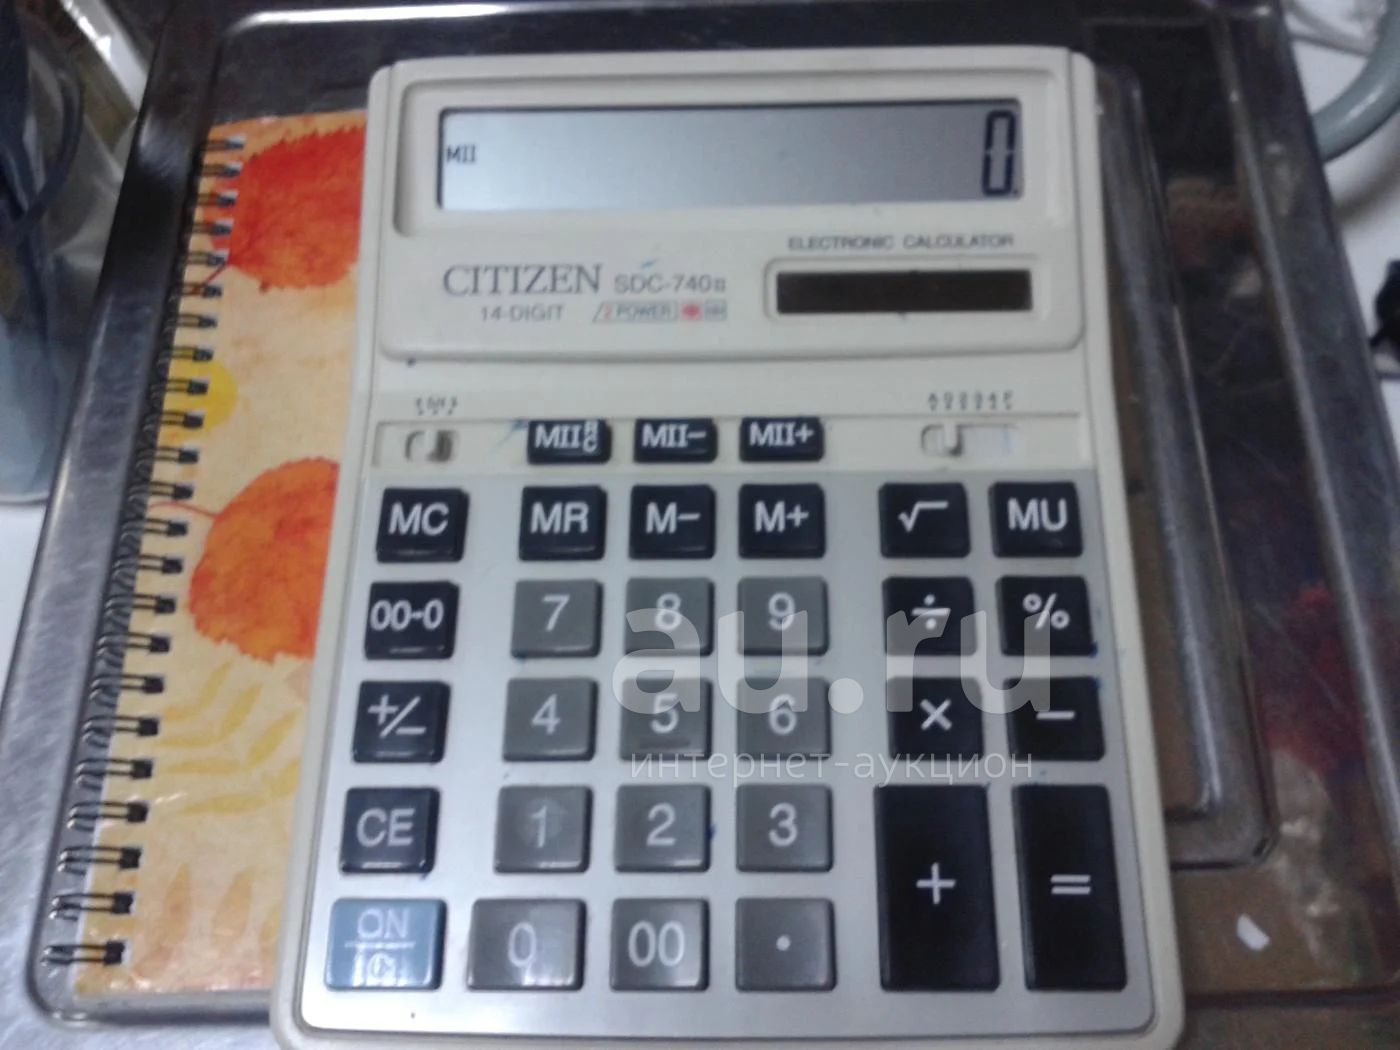 MII
0.
ELECTRONIC CALCULATOR
CITIZEN SDC-740II
14-DIGIT 2 POWER
MII RC MII- MII+
MC MR M- M+ √ MU
00→0 7 8 9 ÷ %
+/- 4 5 6 × −
CE 1 2 3
ON/C 0 00 · + =
au.ru
интернет-аукцион